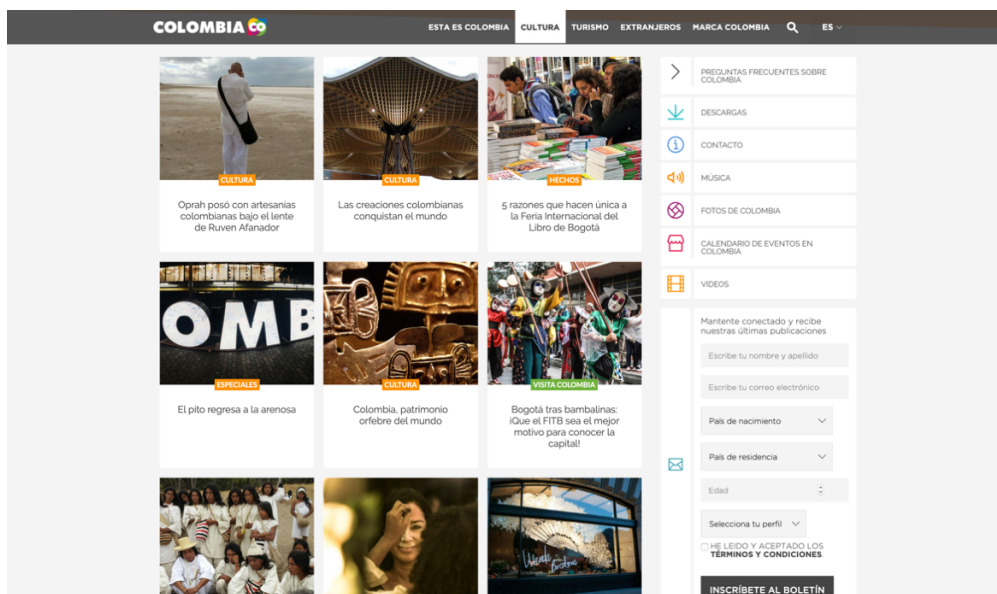 COLOMBIA CO
ESTA ES COLOMBIA
CULTURA
TURISMO
EXTRANJEROS
MARCA COLOMBIA
ES
CULTURA
Oprah posó con artesanías
colombianas bajo el lente
de Ruven Afanador
CULTURA
Las creaciones colombianas
conquistan el mundo
HECHOS
5 razones que hacen única a
la Feria Internacional del
Libro de Bogotá
OMB
ESPECIALES
El pito regresa a la arenosa
CULTURA
Colombia, patrimonio
orfebre del mundo
VISITA COLOMBIA
Bogotá tras bambalinas:
¡Que el FITB sea el mejor
motivo para conocer la
capital!
PREGUNTAS FRECUENTES SOBRE
COLOMBIA
DESCARGAS
CONTACTO
MÚSICA
FOTOS DE COLOMBIA
CALENDARIO DE EVENTOS EN
COLOMBIA
VIDEOS
Mantente conectado y recibe
nuestras últimas publicaciones
Escribe tu nombre y apellido
Escribe tu correo electrónico
País de nacimiento
País de residencia
Edad
Selecciona tu perfil
HE LEIDO Y ACEPTADO LOS
TÉRMINOS Y CONDICIONES.
INSCRÍBETE AL BOLETÍN